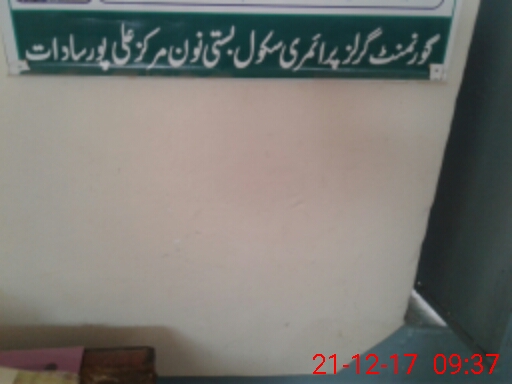 گورنمنٹ گرلز پرائمری سکول بستی نون مرکز علی پور سادات
21-12-17 09:37